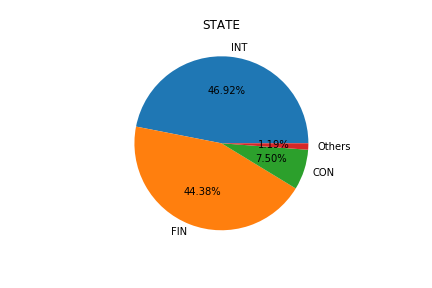 STATE
INT
46.92%
1.19%
Others
7.50%
CON
44.38%
FIN